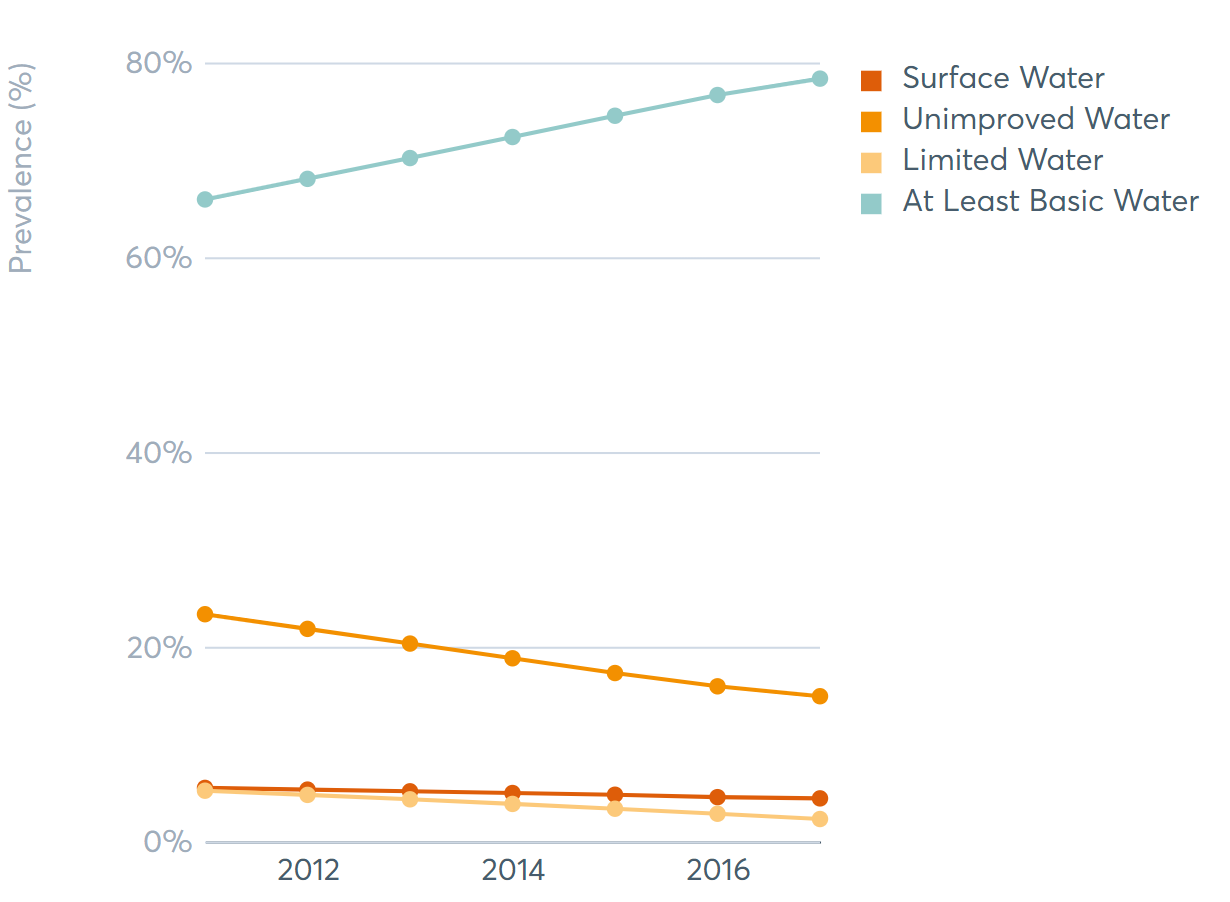 Prevalence (%)
80%
60%
40%
20%
0%
2012
2014
2016
Surface Water
Unimproved Water
Limited Water
At Least Basic Water